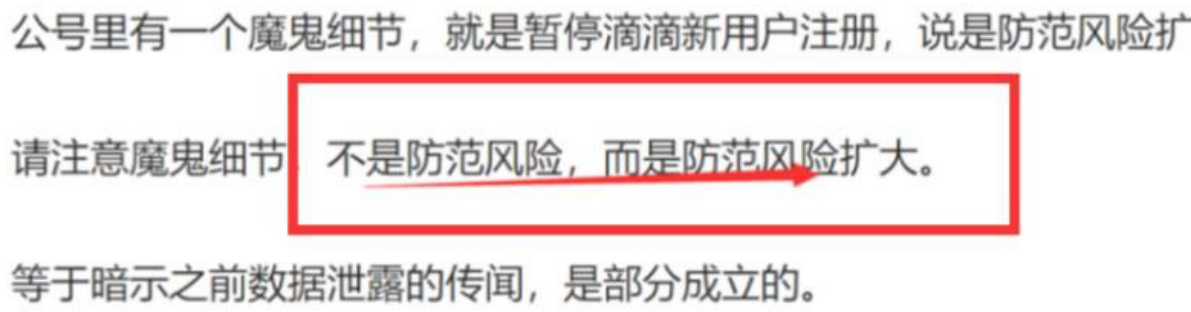 公号里有一个魔鬼细节，就是暂停滴滴新用户注册，说是防范风险扩
请注意魔鬼细节 不是防范风险，而是防范风险扩大。
等于暗示之前数据泄露的传闻，是部分成立的。